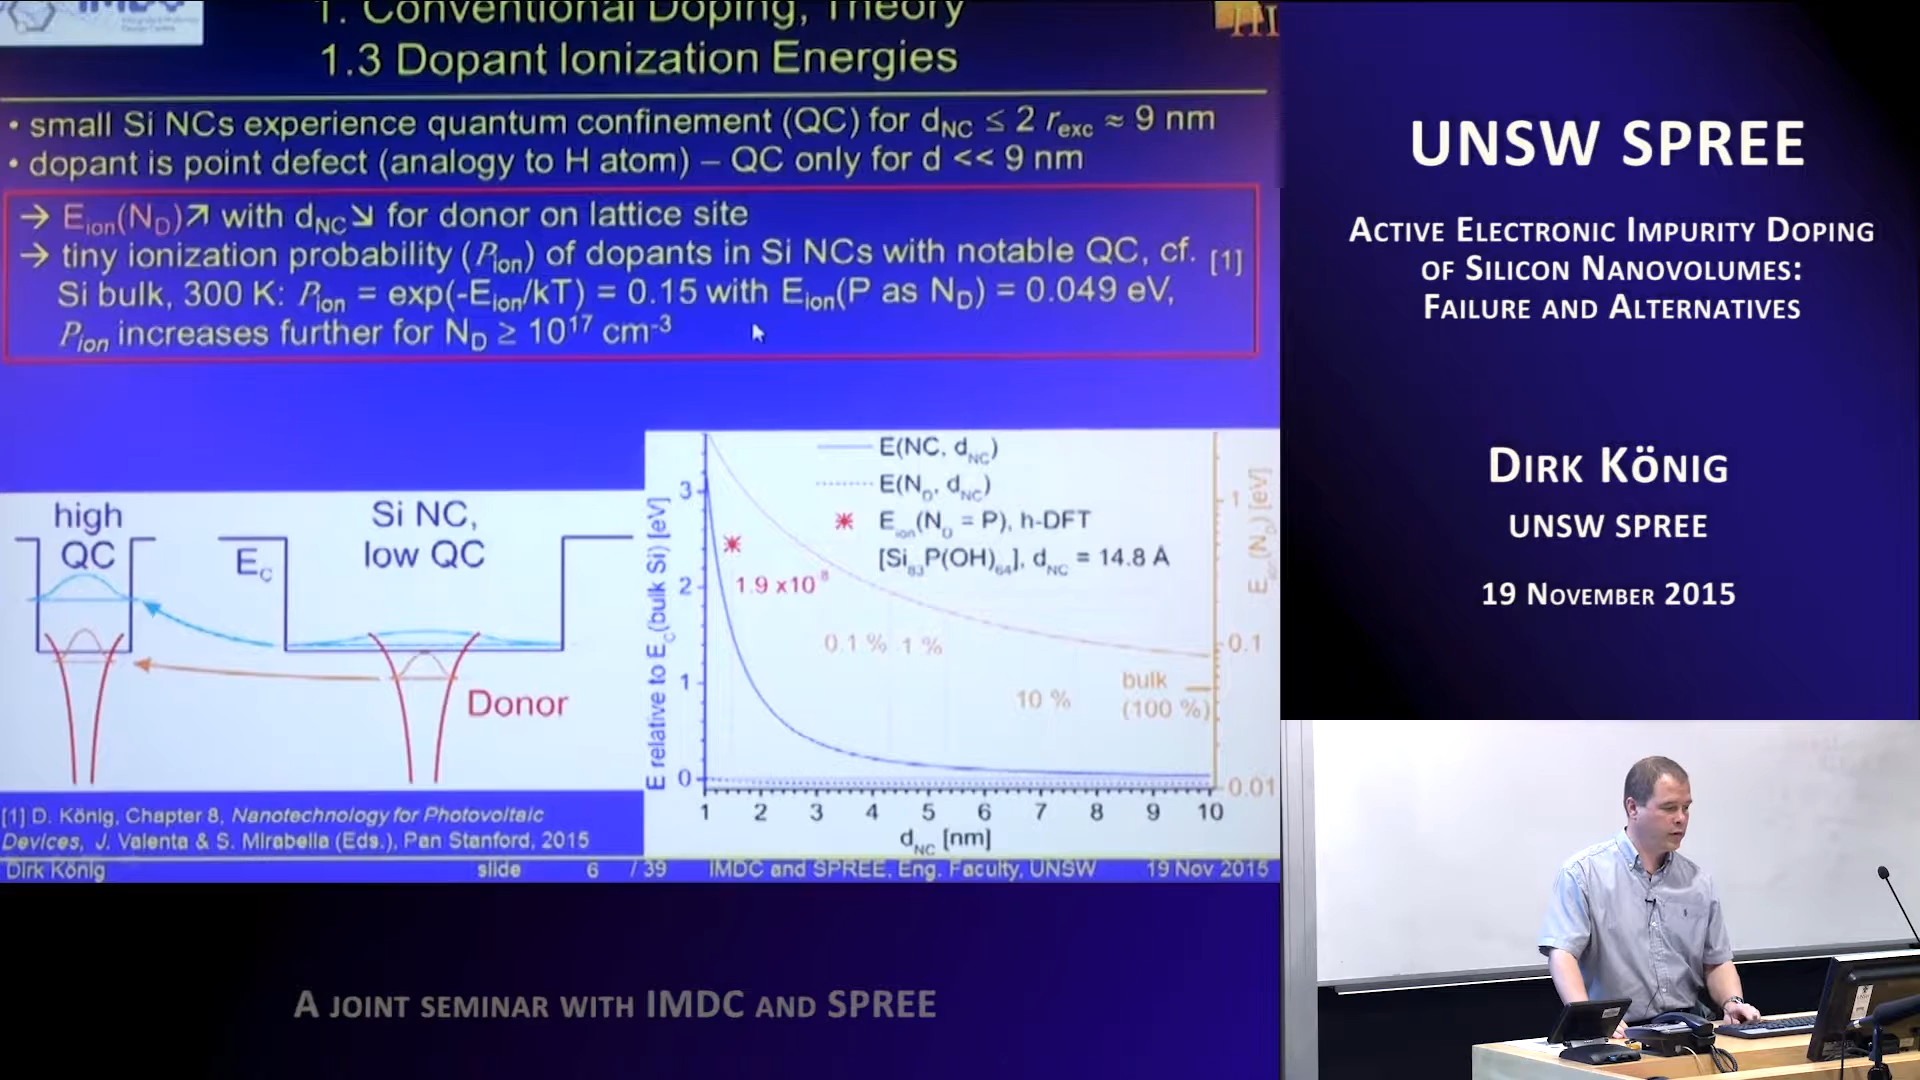 1. Conventional Doping, Theory
1.3 Dopant Ionization Energies
III
• small Si NCs experience quantum confinement (QC) for dNC ≤ 2 rexc ≈ 9 nm
• dopant is point defect (analogy to H atom) – QC only for d << 9 nm
→ Eion(ND)↗ with dNC↘ for donor on lattice site
→ tiny ionization probability (Pion) of dopants in Si NCs with notable QC, cf. [1]
Si bulk, 300 K: Pion = exp(-Eion/kT) = 0.15 with Eion(P as ND) = 0.049 eV,
Pion increases further for ND ≥ 10^17 cm^-3
high
QC
Si NC,
low QC
EC
Donor
E relative to EC(bulk Si) [eV]
3
2
1
0
E(NC, dNC)
E(ND, dNC)
Eion(ND = P), h-DFT
[Si83P(OH)64], dNC = 14.8 Å
1.9 x10
0.1 % 1 %
10 %
bulk
(100 %)
1
0.1
0.01
Eion(ND) [eV]
1 2 3 4 5 6 7 8 9 10
dNC [nm]
[1] D. König, Chapter 8, Nanotechnology for Photovoltaic
Devices, J. Valenta & S. Mirabella (Eds.), Pan Stanford, 2015
Dirk König slide 6 / 39 IMDC and SPREE, Eng. Faculty, UNSW 19 Nov 2015
UNSW SPREE
Active Electronic Impurity Doping
of Silicon Nanovolumes:
Failure and Alternatives
Dirk König
UNSW SPREE
19 November 2015
A joint seminar with IMDC and SPREE